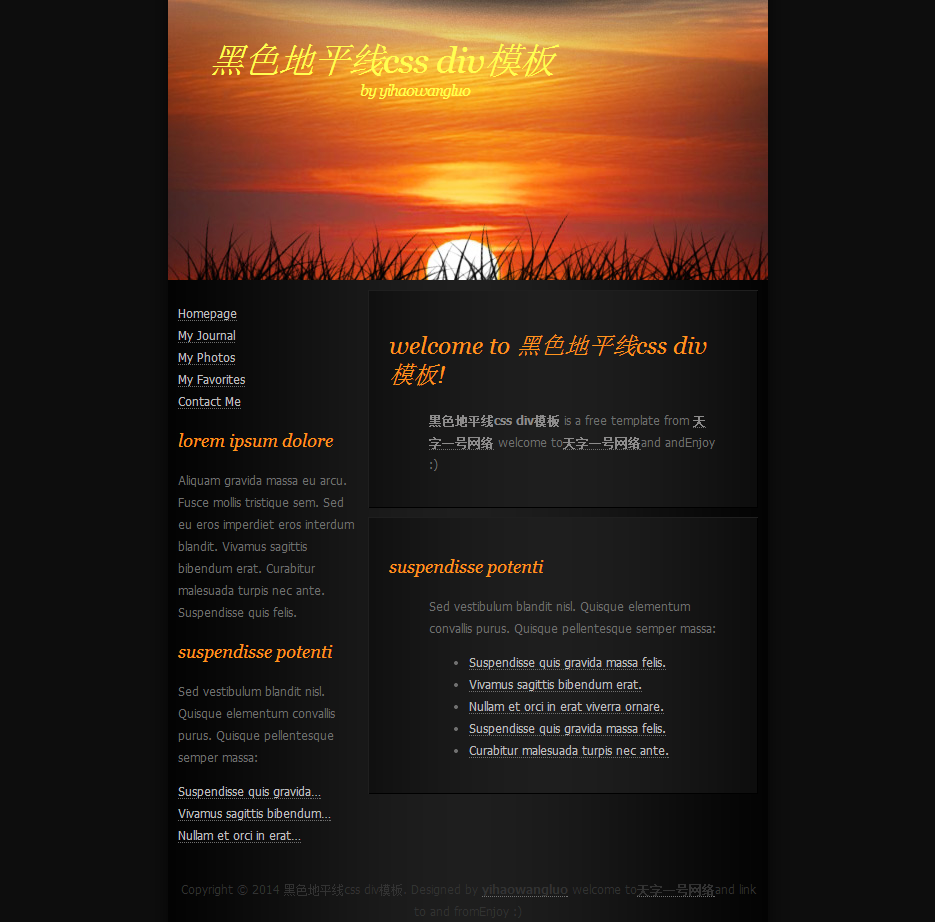 黑色地平线css div模板
by yihaowangluo
Homepage
My Journal
My Photos
My Favorites
Contact Me
lorem ipsum dolore
Aliquam gravida massa eu arcu.
Fusce mollis tristique sem. Sed
eu eros imperdiet eros interdum
blandit. Vivamus sagittis
bibendum erat. Curabitur
malesuada turpis nec ante.
Suspendisse quis felis.
suspendisse potenti
Sed vestibulum blandit nisl.
Quisque elementum convallis
purus. Quisque pellentesque
semper massa:
Suspendisse quis gravida...
Vivamus sagittis bibendum...
Nullam et orci in erat...
welcome to 黑色地平线css div
模板!
黑色地平线css div模板 is a free template from 天
字一号网络 welcome to天字一号网络and andEnjoy
:)
suspendisse potenti
Sed vestibulum blandit nisl. Quisque elementum
convallis purus. Quisque pellentesque semper massa:
• Suspendisse quis gravida massa felis.
• Vivamus sagittis bibendum erat.
• Nullam et orci in erat viverra ornare.
• Suspendisse quis gravida massa felis.
• Curabitur malesuada turpis nec ante.
Copyright © 2014 黑色地平线css div模板. Designed by yihaowangluo welcome to天字一号网络and link
to and fromEnjoy :)